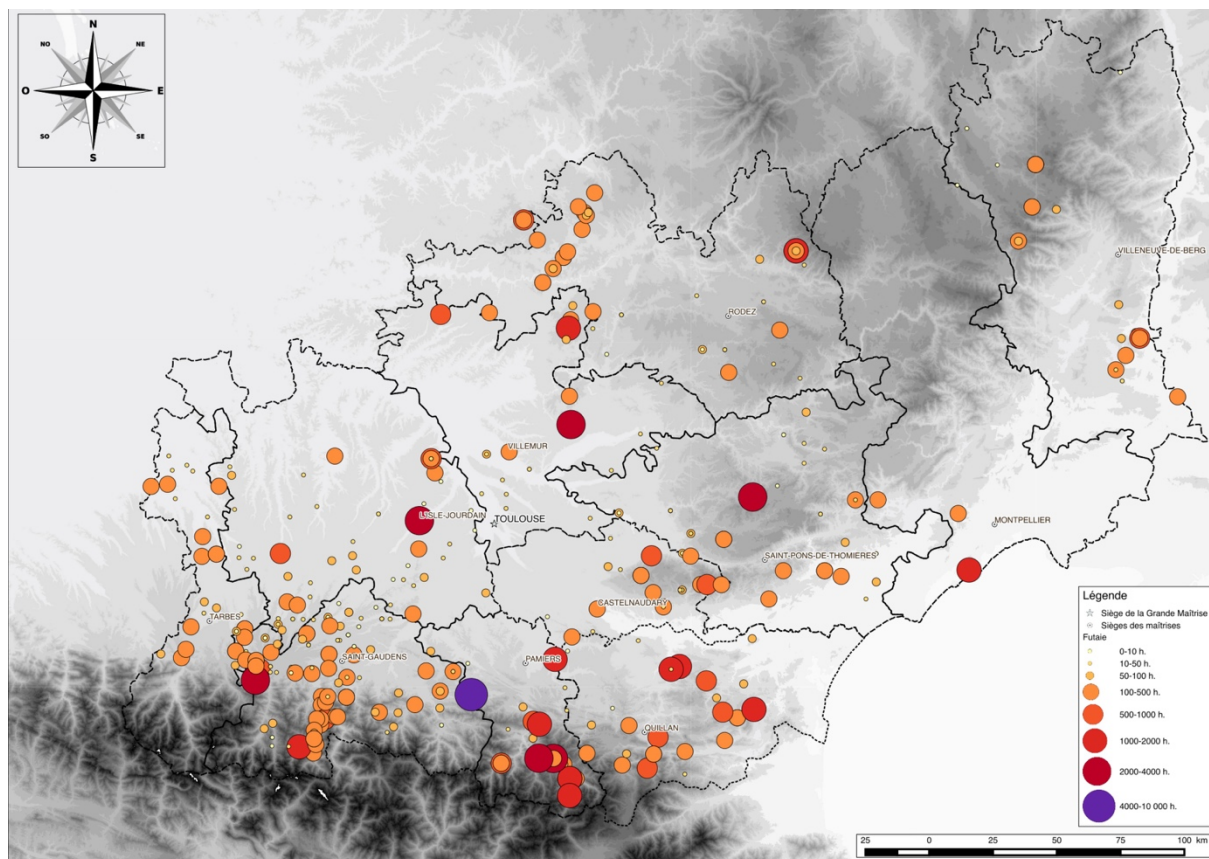 N
NO
NE
O
E
SO
SE
S
VILLENEUVE-DE-BERG
RODEZ
VILLEMUR
L'ISLE-JOURDAIN
TOULOUSE
MONTPELLIER
SAINT-PONS-DE-THOMIERES
CASTELNAUDARY
TARBES
SAINT-GAUDENS
PAMIERS
QUILLAN
Légende
Siège de la Grande Maîtrise
Sièges des maîtrises
Futaie
0-10 h.
10-50 h.
50-100 h.
100-500 h.
500-1000 h.
1000-2000 h.
2000-4000 h.
4000-10 000 h.
25 0 25 50 75 100 km